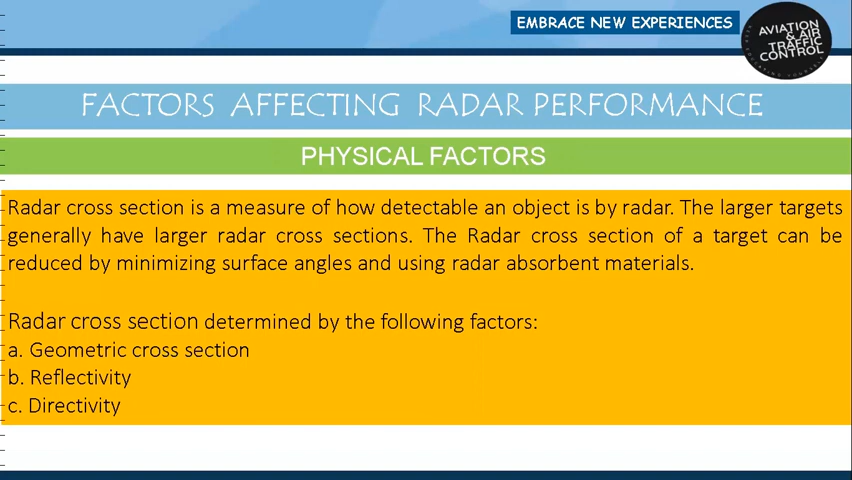 EMBRACE NEW EXPERIENCES
AVIATION
& AIR
TRAFFIC
CONTROL
FACTORS AFFECTING RADAR PERFORMANCE
PHYSICAL FACTORS
Radar cross section is a measure of how detectable an object is by radar. The larger targets
generally have larger radar cross sections. The Radar cross section of a target can be
reduced by minimizing surface angles and using radar absorbent materials.
Radar cross section determined by the following factors:
a. Geometric cross section
b. Reflectivity
c. Directivity